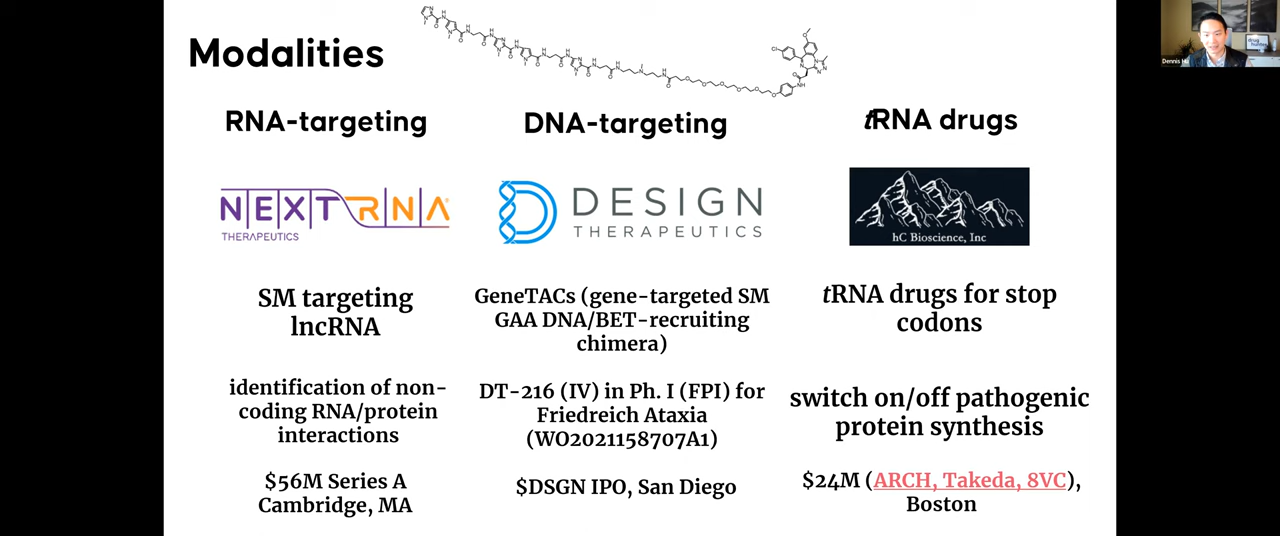 Modalities
RNA-targeting
DNA-targeting
tRNA drugs
NEXTRNA
THERAPEUTICS
DESIGN
THERAPEUTICS
hC Bioscience, Inc
SM targeting
lncRNA
GeneTACs (gene-targeted SM
GAA DNA/BET-recruiting
chimera)
tRNA drugs for stop
codons
identification of non-
coding RNA/protein
interactions
DT-216 (IV) in Ph. I (FPI) for
Friedreich Ataxia
(WO2021158707A1)
switch on/off pathogenic
protein synthesis
$56M Series A
Cambridge, MA
$DSGN IPO, San Diego
$24M (ARCH, Takeda, 8VC),
Boston
drug
hunter